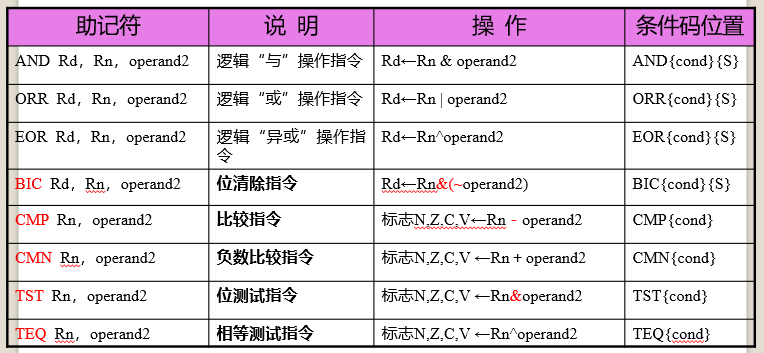 助记符 说 明 操 作 条件码位置
AND Rd，Rn，operand2 逻辑“与”操作指令 Rd←Rn & operand2 AND{cond}{S}
ORR Rd，Rn，operand2 逻辑“或”操作指令 Rd←Rn | operand2 ORR{cond}{S}
EOR Rd，Rn，operand2 逻辑“异或”操作指 Rd←Rn^operand2 EOR{cond}{S}
令
BIC Rd，Rn，operand2 位清除指令 Rd←Rn&(~operand2) BIC{cond}{S}
CMP Rn，operand2 比较指令 标志N,Z,C,V←Rn - operand2 CMP{cond}
CMN Rn，operand2 负数比较指令 标志N,Z,C,V ←Rn + operand2 CMN{cond}
TST Rn，operand2 位测试指令 标志N,Z,C,V ←Rn&operand2 TST{cond}
TEQ Rn，operand2 相等测试指令 标志N,Z,C,V ←Rn^operand2 TEQ{cond}